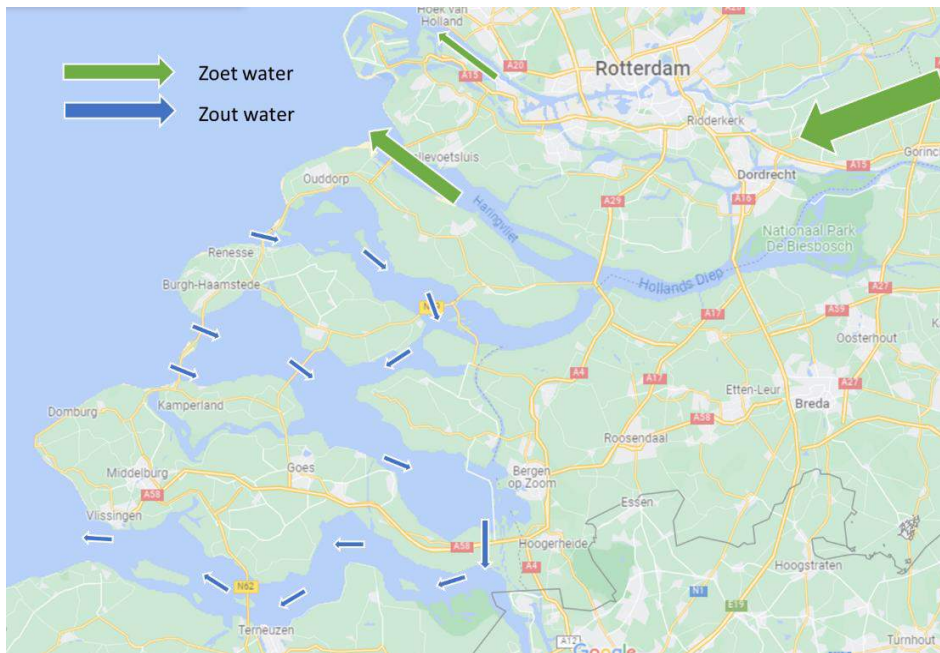 Hoek van
Holland
Zoet water
Zout water
A15
A20
Rotterdam
Ridderkerk
A15
Gorinc
Dordrecht
llevoetsluis
Ouddorp
Haringvliet
A29
A16
Nationaal Park
De Biesbosch
Renesse
Burgh-Haamstede
Hollands Diep
A27
A17
A59
Oosterhout
A4
A17
Etten-Leur
A27
Breda
Domburg
Kamperland
A58
Roosendaal
Middelburg
A58
Goes
Bergen
op Zoom
Vlissingen
Essen
A58
Hoogerheide
A4
Hoogstraten
N62
N1
E19
Terneuzen
A12
Google
Turnhout